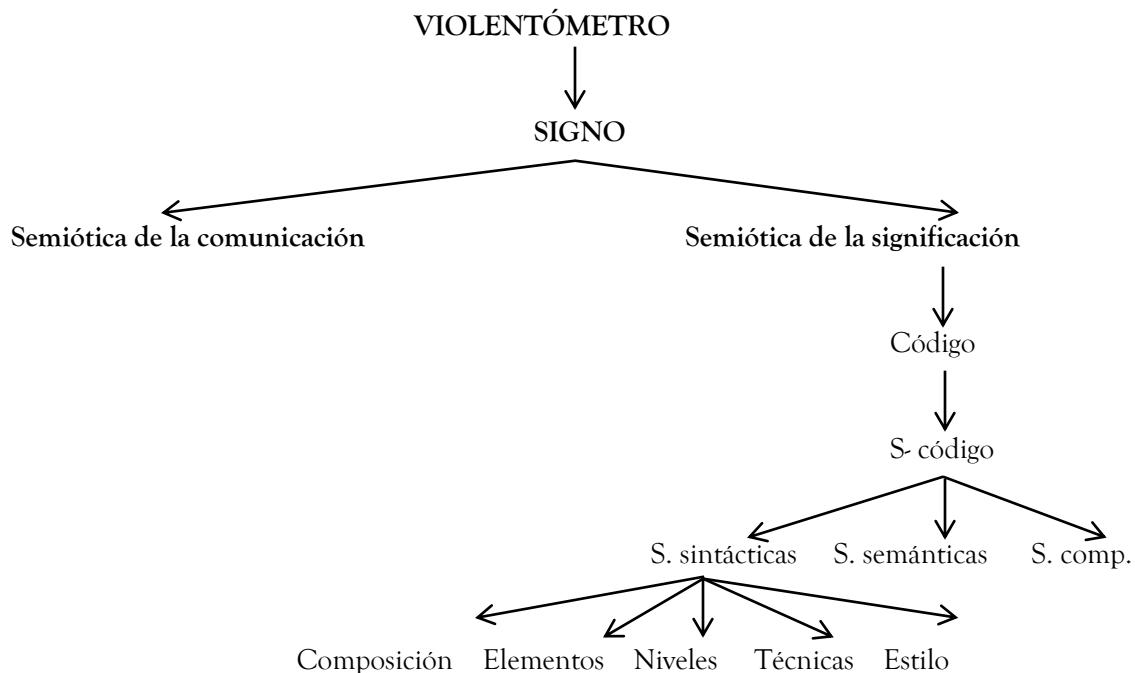 VIOLENTÓMETRO
SIGNO
Semiótica de la comunicación Semiótica de la significación
Código
S- código
S. sintácticas S. semánticas S. comp.
Composición Elementos Niveles Técnicas Estilo